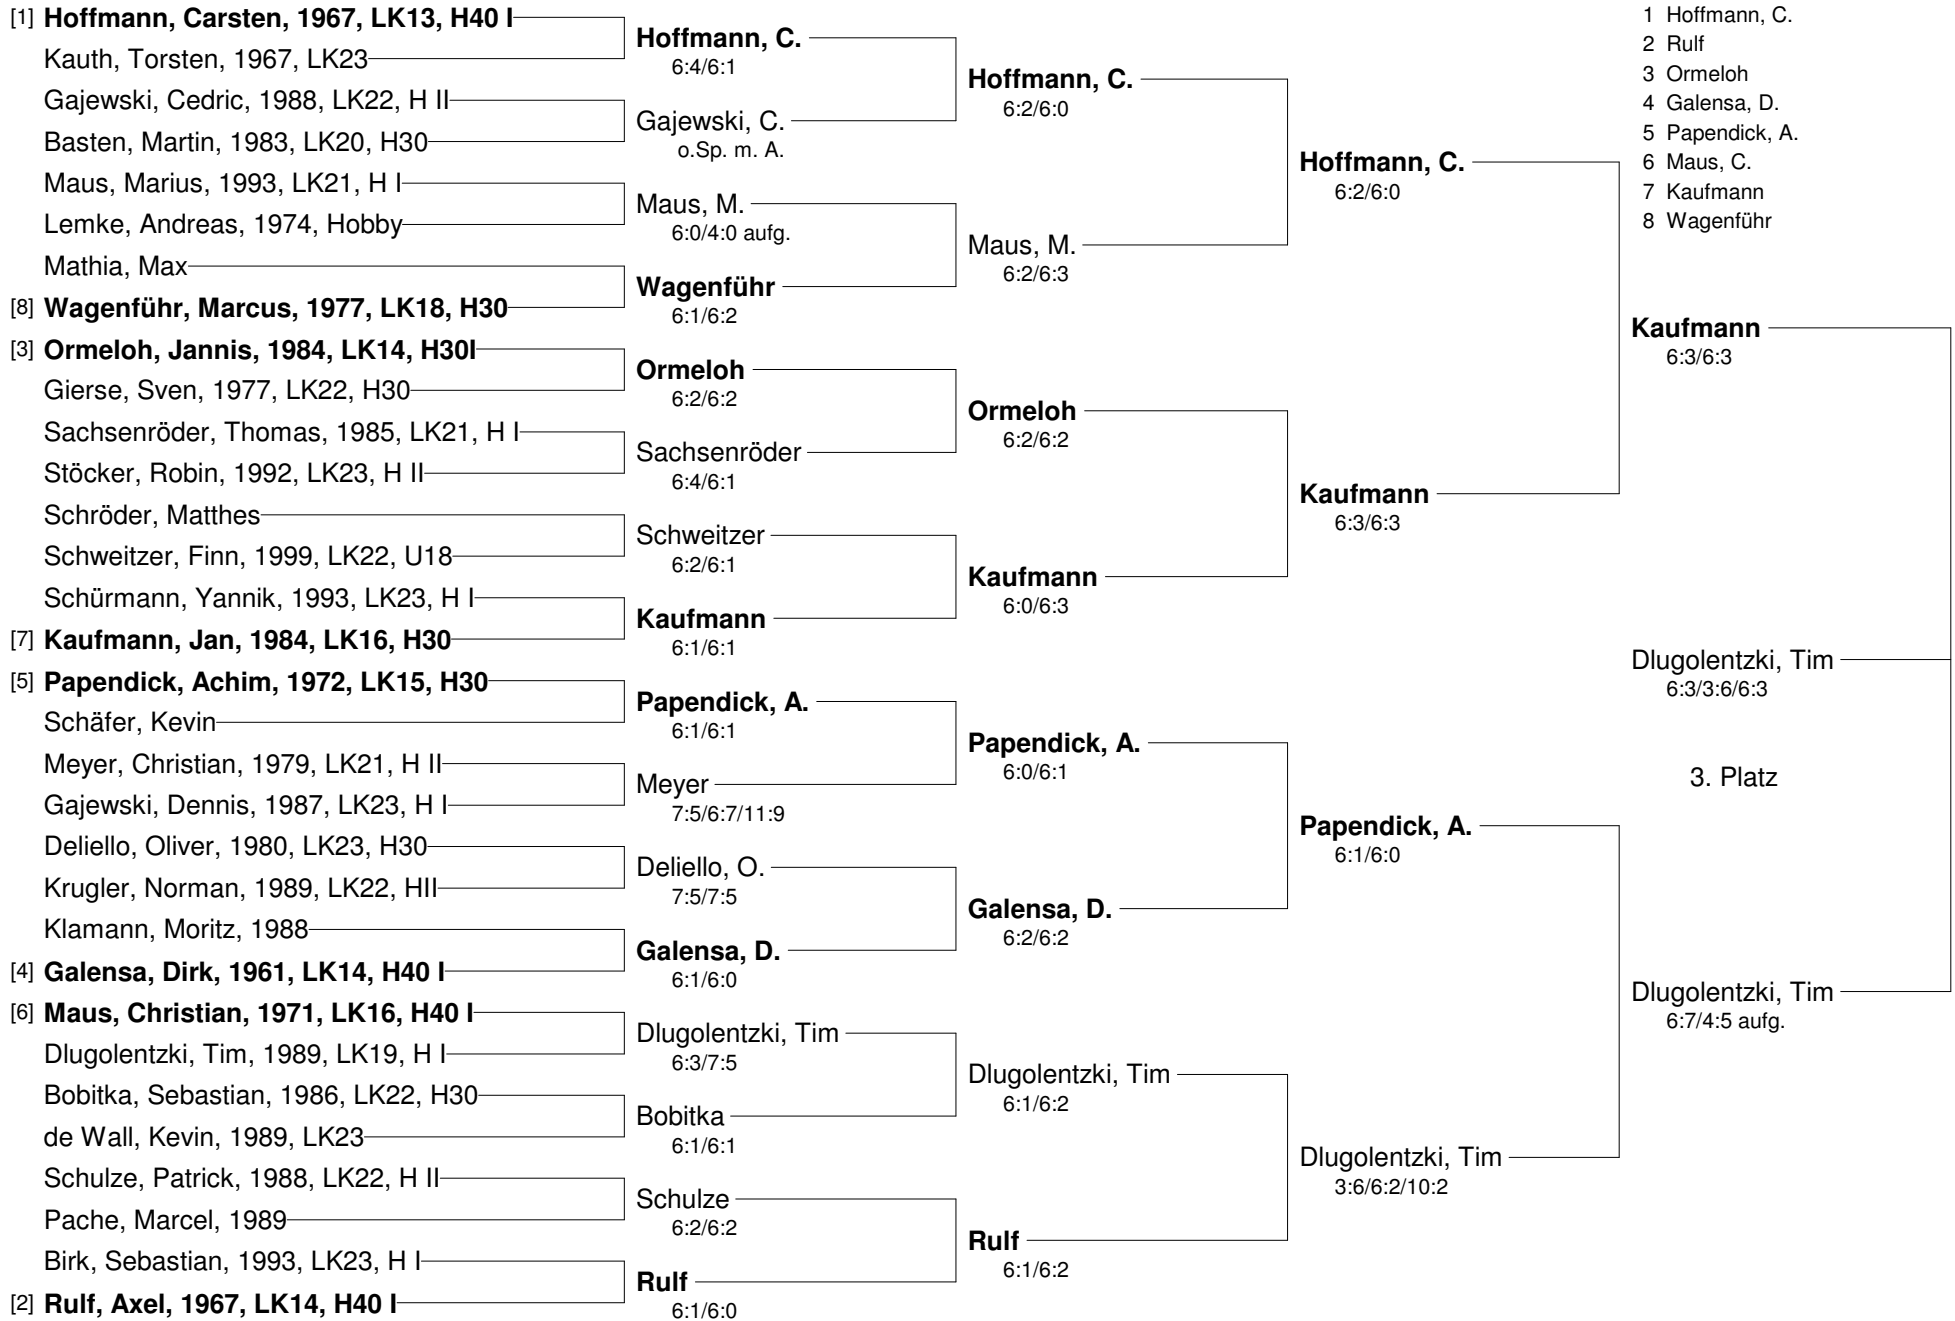 [1] Hoffmann, Carsten, 1967, LK13, H40 I
Kauth, Torsten, 1967, LK23
Gajewski, Cedric, 1988, LK22, H II
Basten, Martin, 1983, LK20, H30
Maus, Marius, 1993, LK21, H I
Lemke, Andreas, 1974, Hobby
Mathia, Max
[8] Wagenführ, Marcus, 1977, LK18, H30
[3] Ormeloh, Jannis, 1984, LK14, H30I
Gierse, Sven, 1977, LK22, H30
Sachsenröder, Thomas, 1985, LK21, H I
Stöcker, Robin, 1992, LK23, H II
Schröder, Matthes
Schweitzer, Finn, 1999, LK22, U18
Schürmann, Yannik, 1993, LK23, H I
[7] Kaufmann, Jan, 1984, LK16, H30
[5] Papendick, Achim, 1972, LK15, H30
Schäfer, Kevin
Meyer, Christian, 1979, LK21, H II
Gajewski, Dennis, 1987, LK23, H I
Deliello, Oliver, 1980, LK23, H30
Krugler, Norman, 1989, LK22, HII
Klamann, Moritz, 1988
[4] Galensa, Dirk, 1961, LK14, H40 I
[6] Maus, Christian, 1971, LK16, H40 I
Dlugolentzki, Tim, 1989, LK19, H I
Bobitka, Sebastian, 1986, LK22, H30
de Wall, Kevin, 1989, LK23
Schulze, Patrick, 1988, LK22, H II
Pache, Marcel, 1989
Birk, Sebastian, 1993, LK23, H I
[2] Rulf, Axel, 1967, LK14, H40 I
Hoffmann, C.
6:4/6:1
Gajewski, C.
o.Sp. m. A.
Maus, M.
6:0/4:0 aufg.
Wagenführ
6:1/6:2
Ormeloh
6:2/6:2
Sachsenröder
6:4/6:1
Schweitzer
6:2/6:1
Kaufmann
6:1/6:1
Papendick, A.
6:1/6:1
Meyer
7:5/6:7/11:9
Deliello, O.
7:5/7:5
Galensa, D.
6:1/6:0
Dlugolentzki, Tim
6:3/7:5
Bobitka
6:1/6:1
Schulze
6:2/6:2
Rulf
6:1/6:0
Hoffmann, C.
6:2/6:0
Maus, M.
6:2/6:3
Ormeloh
6:2/6:2
Kaufmann
6:0/6:3
Papendick, A.
6:0/6:1
Galensa, D.
6:2/6:2
Dlugolentzki, Tim
6:1/6:2
Rulf
6:1/6:2
Hoffmann, C.
6:2/6:0
Kaufmann
6:3/6:3
Papendick, A.
6:1/6:0
Dlugolentzki, Tim
3:6/6:2/10:2
1 Hoffmann, C.
2 Rulf
3 Ormeloh
4 Galensa, D.
5 Papendick, A.
6 Maus, C.
7 Kaufmann
8 Wagenführ
Kaufmann
6:3/6:3
Dlugolentzki, Tim
6:3/3:6/6:3
3. Platz
Dlugolentzki, Tim
6:7/4:5 aufg.